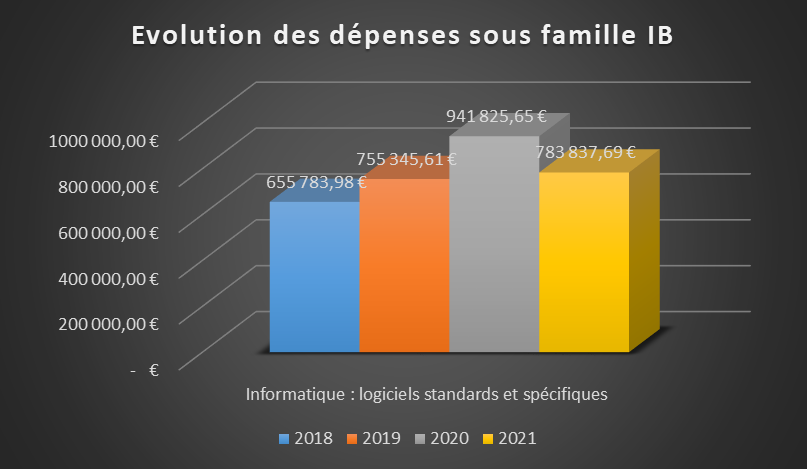 Evolution des dépenses sous famille IB
941 825,65 €
1000 000,00 €
755 345,61 €
783 837,69 €
800 000,00 €
655 783,98 €
600 000,00 €
400 000,00 €
200 000,00 €
- €
Informatique : logiciels standards et spécifiques
2018 2019 2020 2021